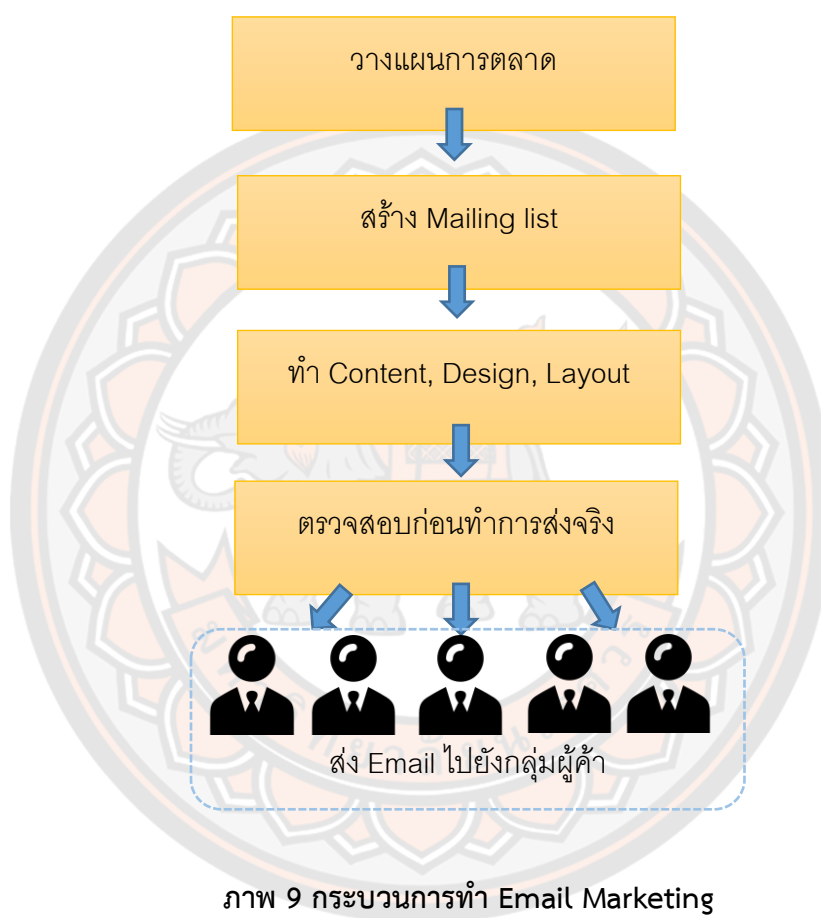 วางแผนการตลาด
สร้าง Mailing list
ทำ Content, Design, Layout
ตรวจสอบก่อนทำการส่งจริง
ส่ง Email ไปยังกลุ่มผู้ค้า
ภาพ 9 กระบวนการทำ Email Marketing